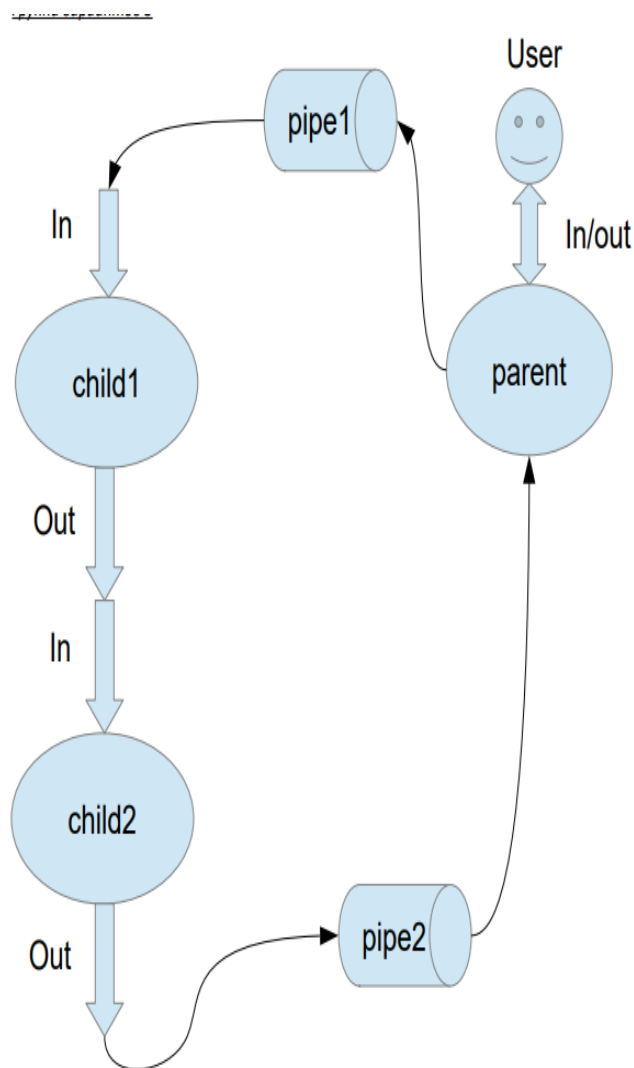 User
pipe1
In
In/out
child1
parent
Out
In
child2
Out
pipe2